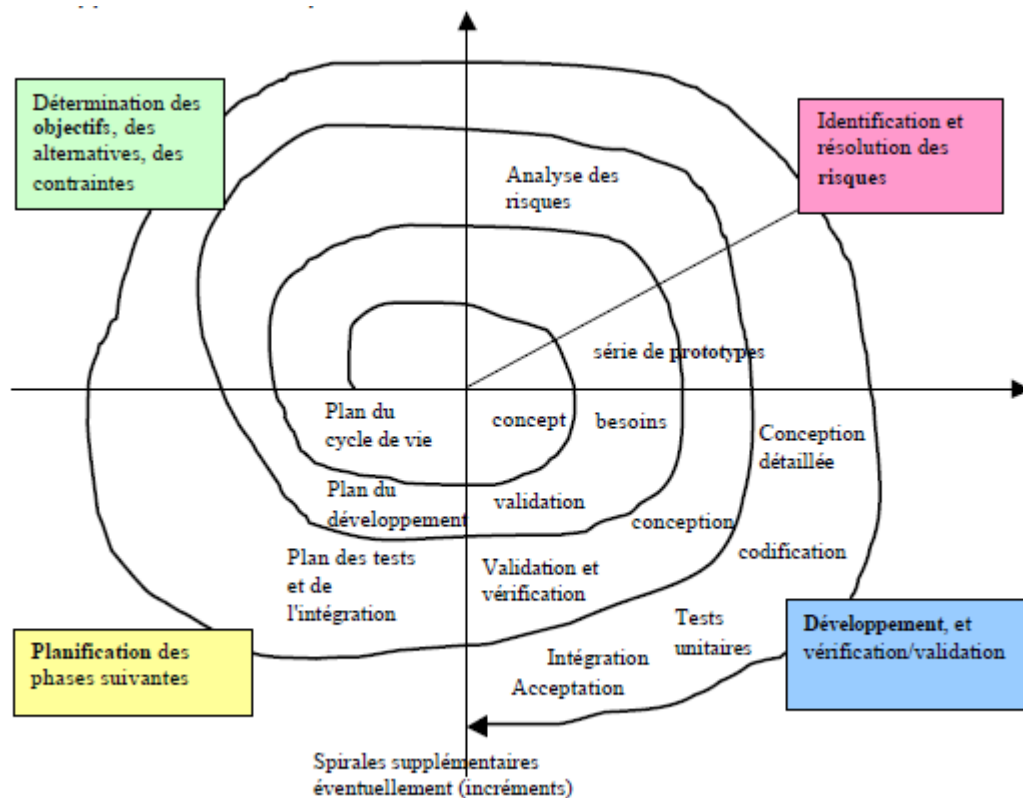 Détermination des
objectifs, des
alternatives, des
contraintes
Identification et
résolution des
risques
Analyse des
risques
série de prototypes
Plan du
cycle de vie
concept
besoins
Conception
détaillée
Plan du
développement
validation
conception
codification
Plan des tests
et de
l'intégration
Validation et
vérification
Tests
unitaires
Intégration
Acceptation
Planification des
phases suivantes
Développement, et
vérification/validation
Spirales supplémentaires
éventuellement (incréments)